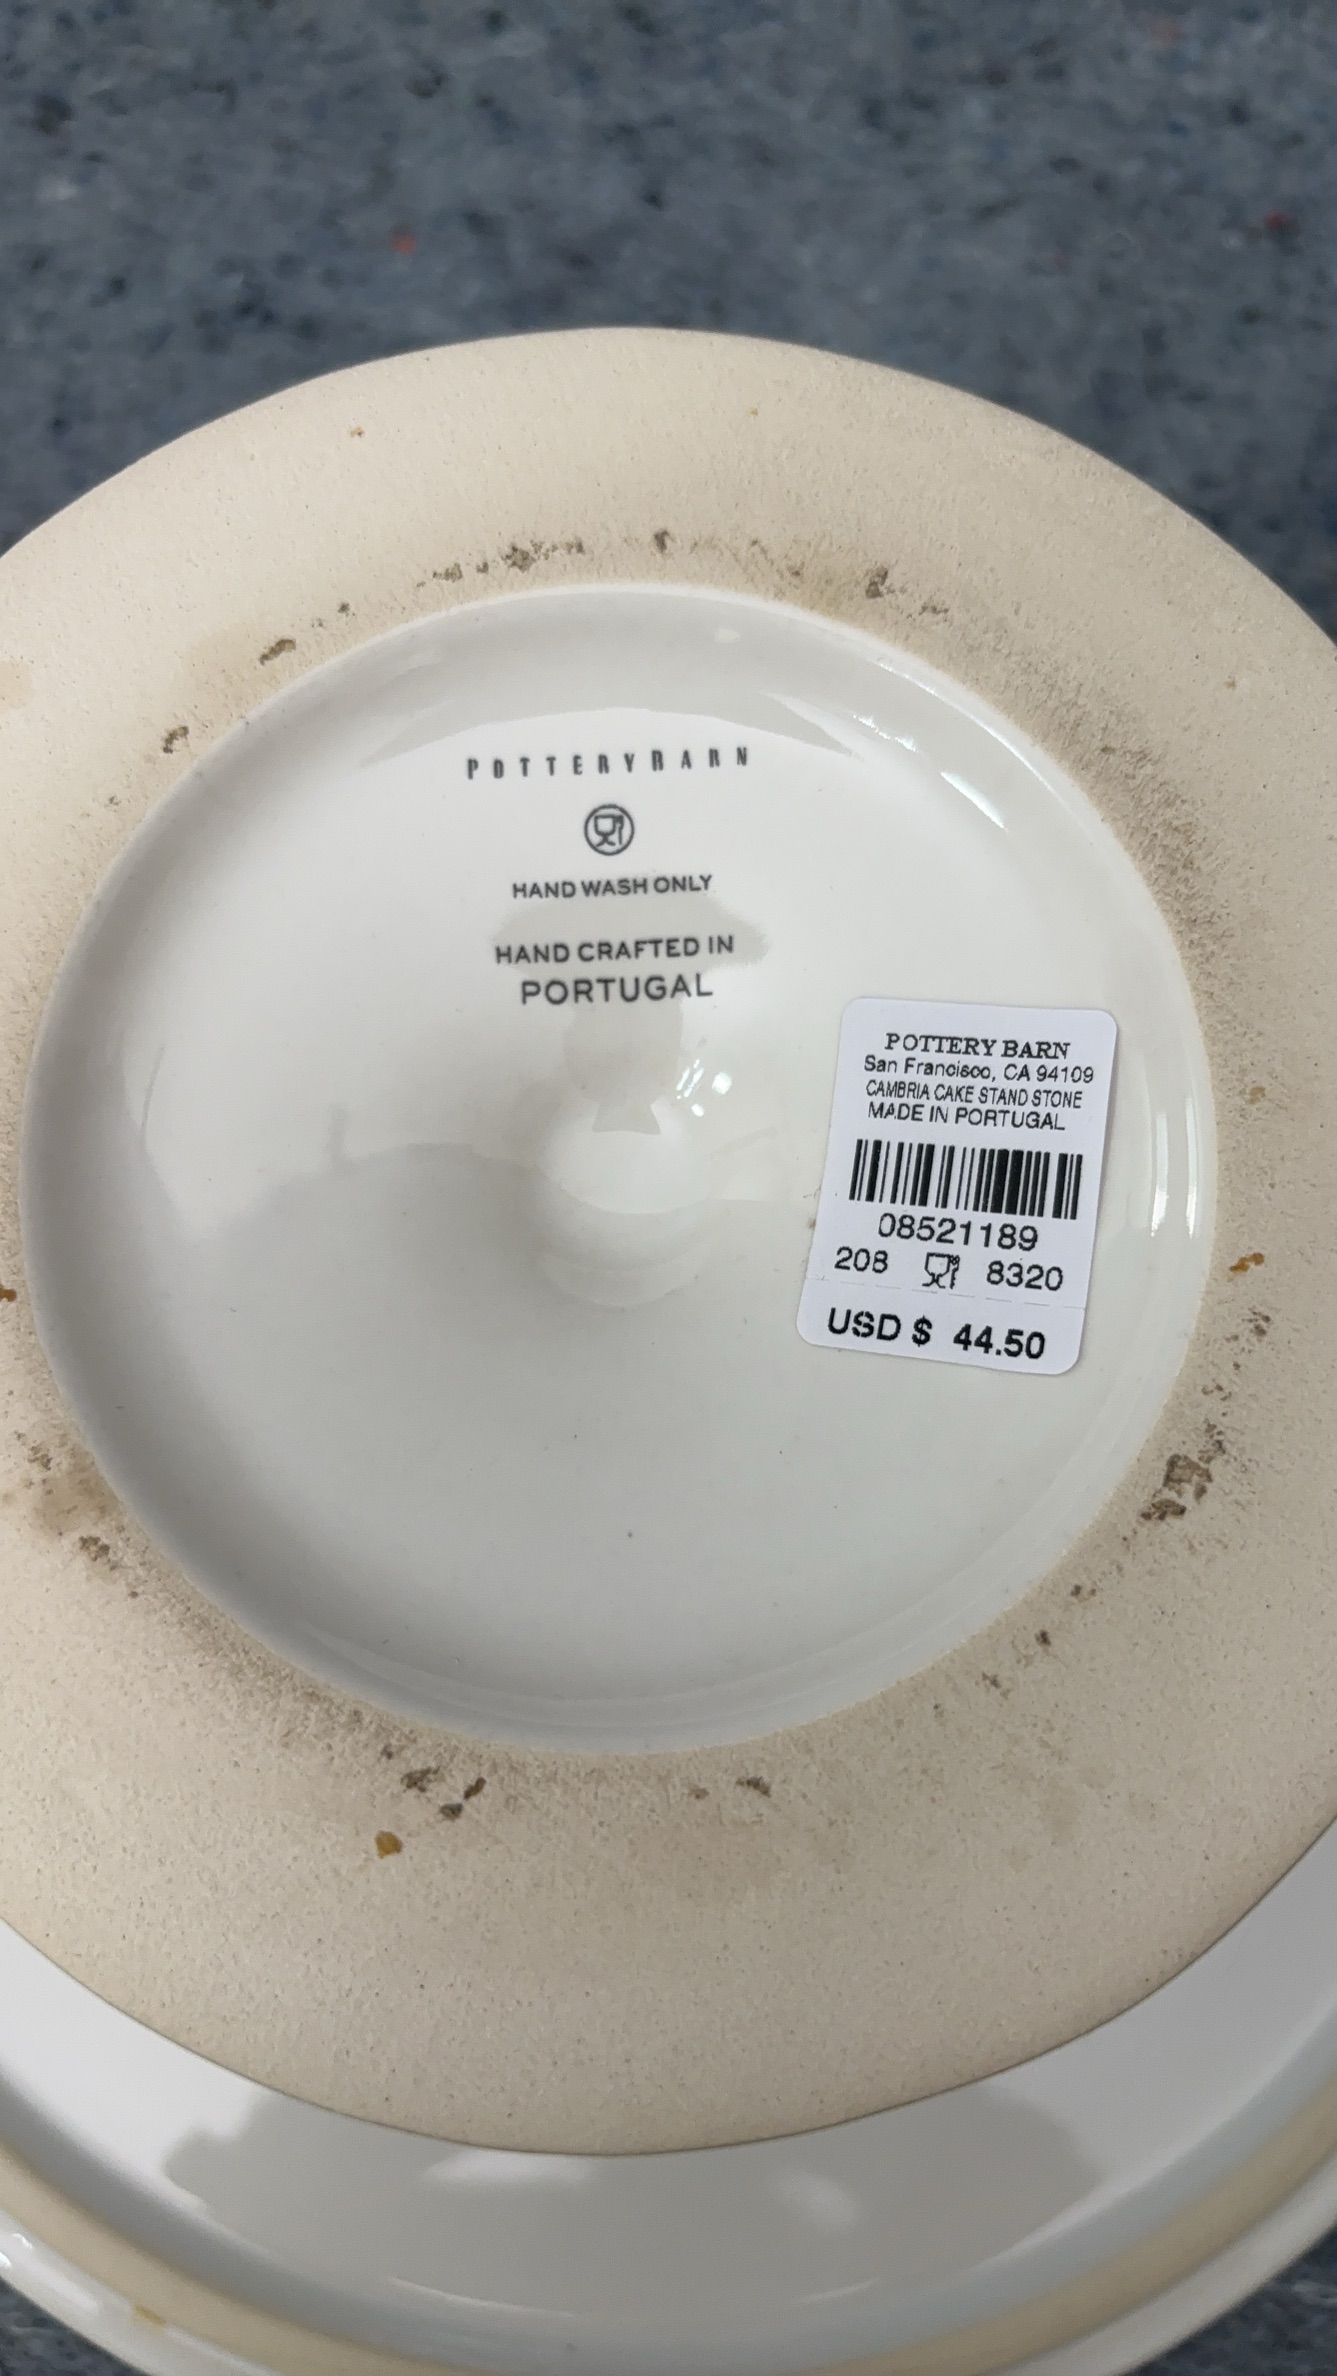 POTTERYBARN
HAND WASH ONLY
HAND CRAFTED IN
PORTUGAL
POTTERY BARN
San Francisco, CA 94109
CAMBRIA CAKE STAND STONE
MADE IN PORTUGAL
08521189
208 8320
USD $ 44.50